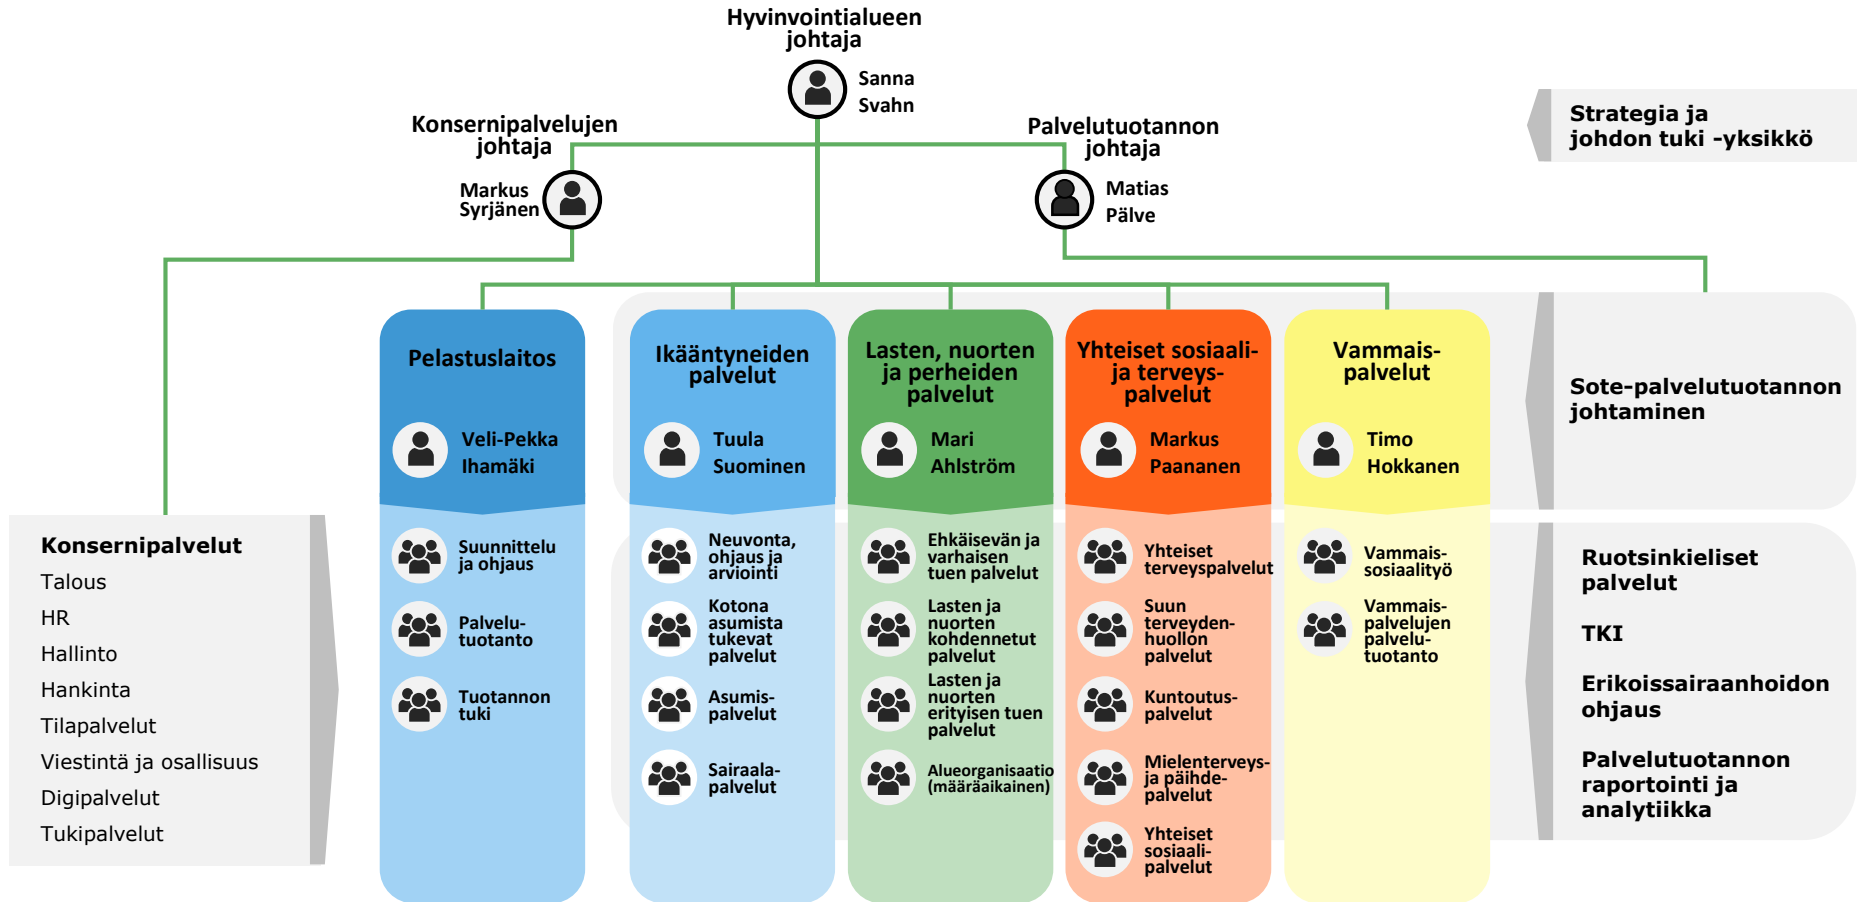 Hyvinvointialueen
johtaja
Sanna
Svahn
Konsernipalvelujen
johtaja
Markus
Syrjänen
Palvelutuotannon
johtaja
Matias
Pälve
Strategia ja
johdon tuki -yksikkö
Pelastuslaitos
Veli-Pekka
Ihamäki
Suunnittelu
ja ohjaus
Palvelu-
tuotanto
Tuotannon
tuki
Ikääntyneiden
palvelut
Tuula
Suominen
Neuvonta,
ohjaus ja
arviointi
Kotona
asumista
tukevat
palvelut
Asumis-
palvelut
Sairaala-
palvelut
Lasten, nuorten
ja perheiden
palvelut
Mari
Ahlström
Ehkäisevän ja
varhaisen
tuen palvelut
Lasten ja
nuorten
kohdennetut
palvelut
Lasten ja
nuorten
erityisen tuen
palvelut
Alueorganisaatio
(määräaikainen)
Yhteiset sosiaali-
ja terveys-
palvelut
Markus
Paananen
Yhteiset
terveyspalvelut
Suun
terveyden-
huollon
palvelut
Kuntoutus-
palvelut
Mielenterveys-
ja päihde-
palvelut
Yhteiset
sosiaali-
palvelut
Vammais-
palvelut
Timo
Hokkanen
Vammais-
sosiaalityö
Vammais-
palvelujen
palvelu-
tuotanto
Sote-palvelutuotannon
johtaminen
Ruotsinkieliset
palvelut
TKI
Erikoissairaanhoidon
ohjaus
Palvelutuotannon
raportointi ja
analytiikka
Konsernipalvelut
Talous
HR
Hallinto
Hankinta
Tilapalvelut
Viestintä ja osallisuus
Digipalvelut
Tukipalvelut